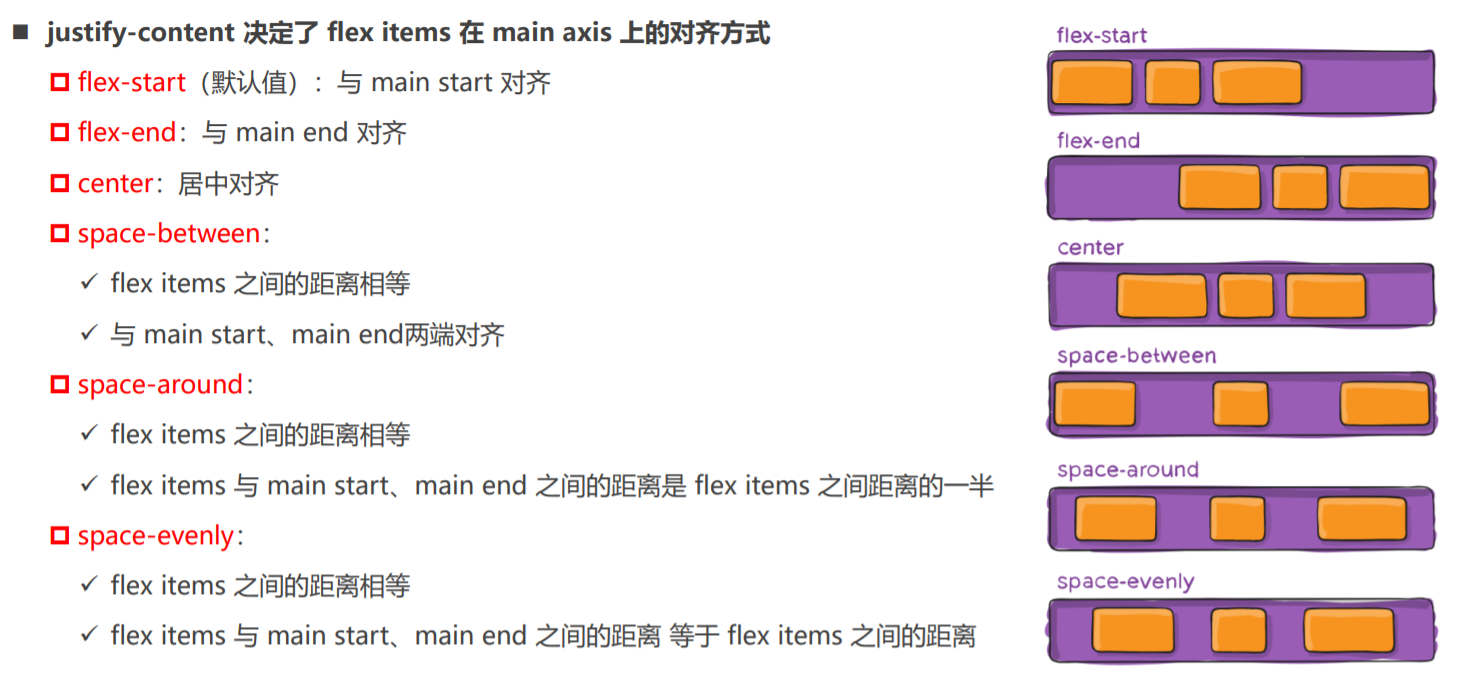 ■ justify-content 决定了 flex items 在 main axis 上的对齐方式
flex-start（默认值）：与 main start 对齐
flex-end：与 main end 对齐
center：居中对齐
space-between：
✓ flex items 之间的距离相等
✓ 与 main start、main end两端对齐
space-around：
✓ flex items 之间的距离相等
✓ flex items 与 main start、main end 之间的距离是 flex items 之间距离的一半
space-evenly：
✓ flex items 之间的距离相等
✓ flex items 与 main start、main end 之间的距离 等于 flex items 之间的距离
flex-start
flex-end
center
space-between
space-around
space-evenly